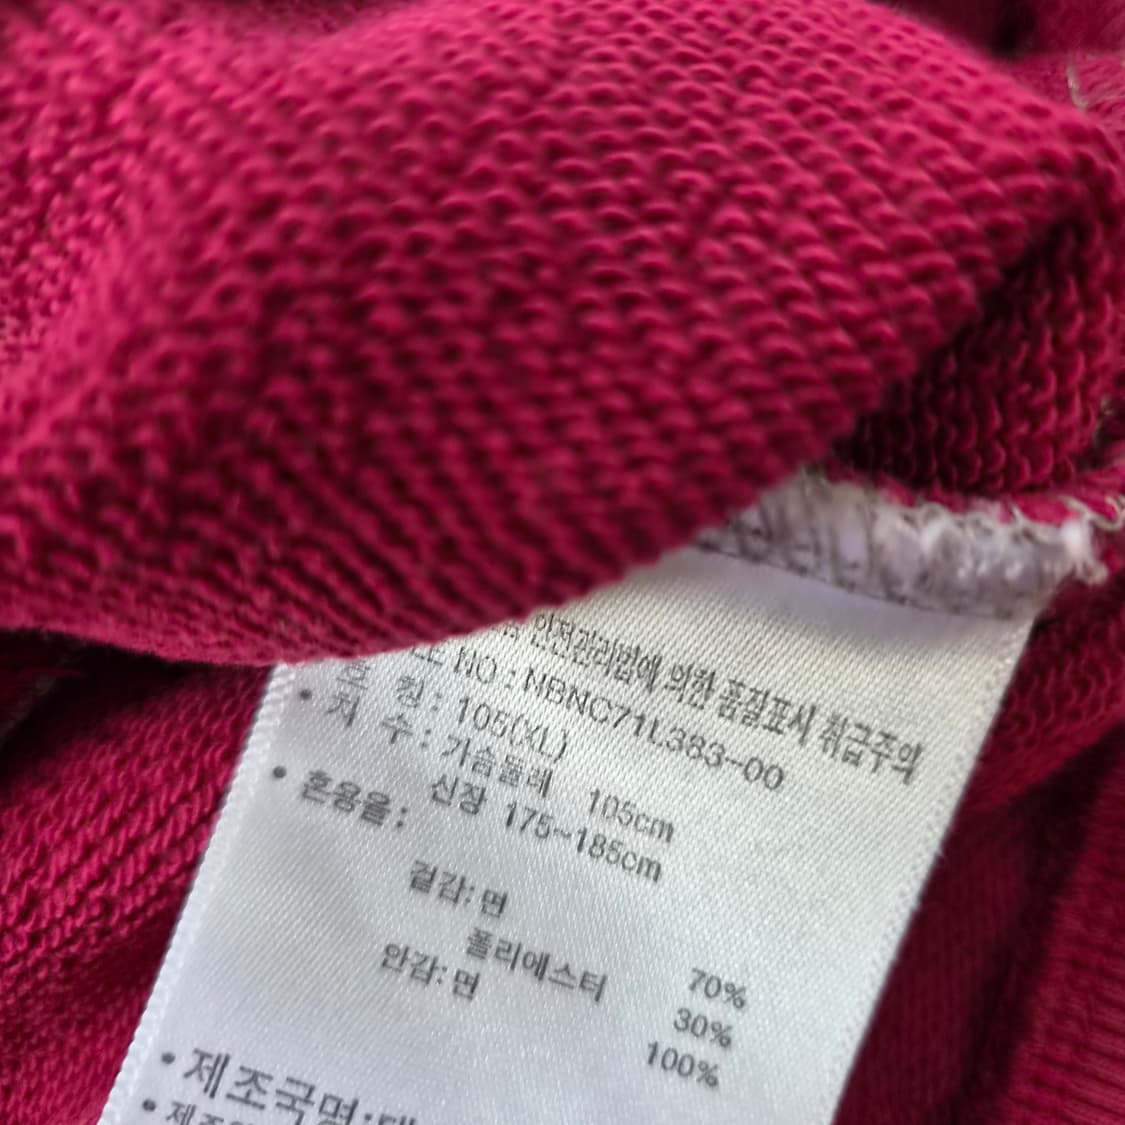 안전관리법에 의한 품질표시 취급주의
NO : NBNC71L383-00
• 호 칭 : 105(XL)
• 치 수 : 가슴둘레 105cm
신장 175~185cm
• 혼용율 :
겉감: 면 70%
폴리에스터 30%
안감: 면 100%
• 제조국명:
• 제조